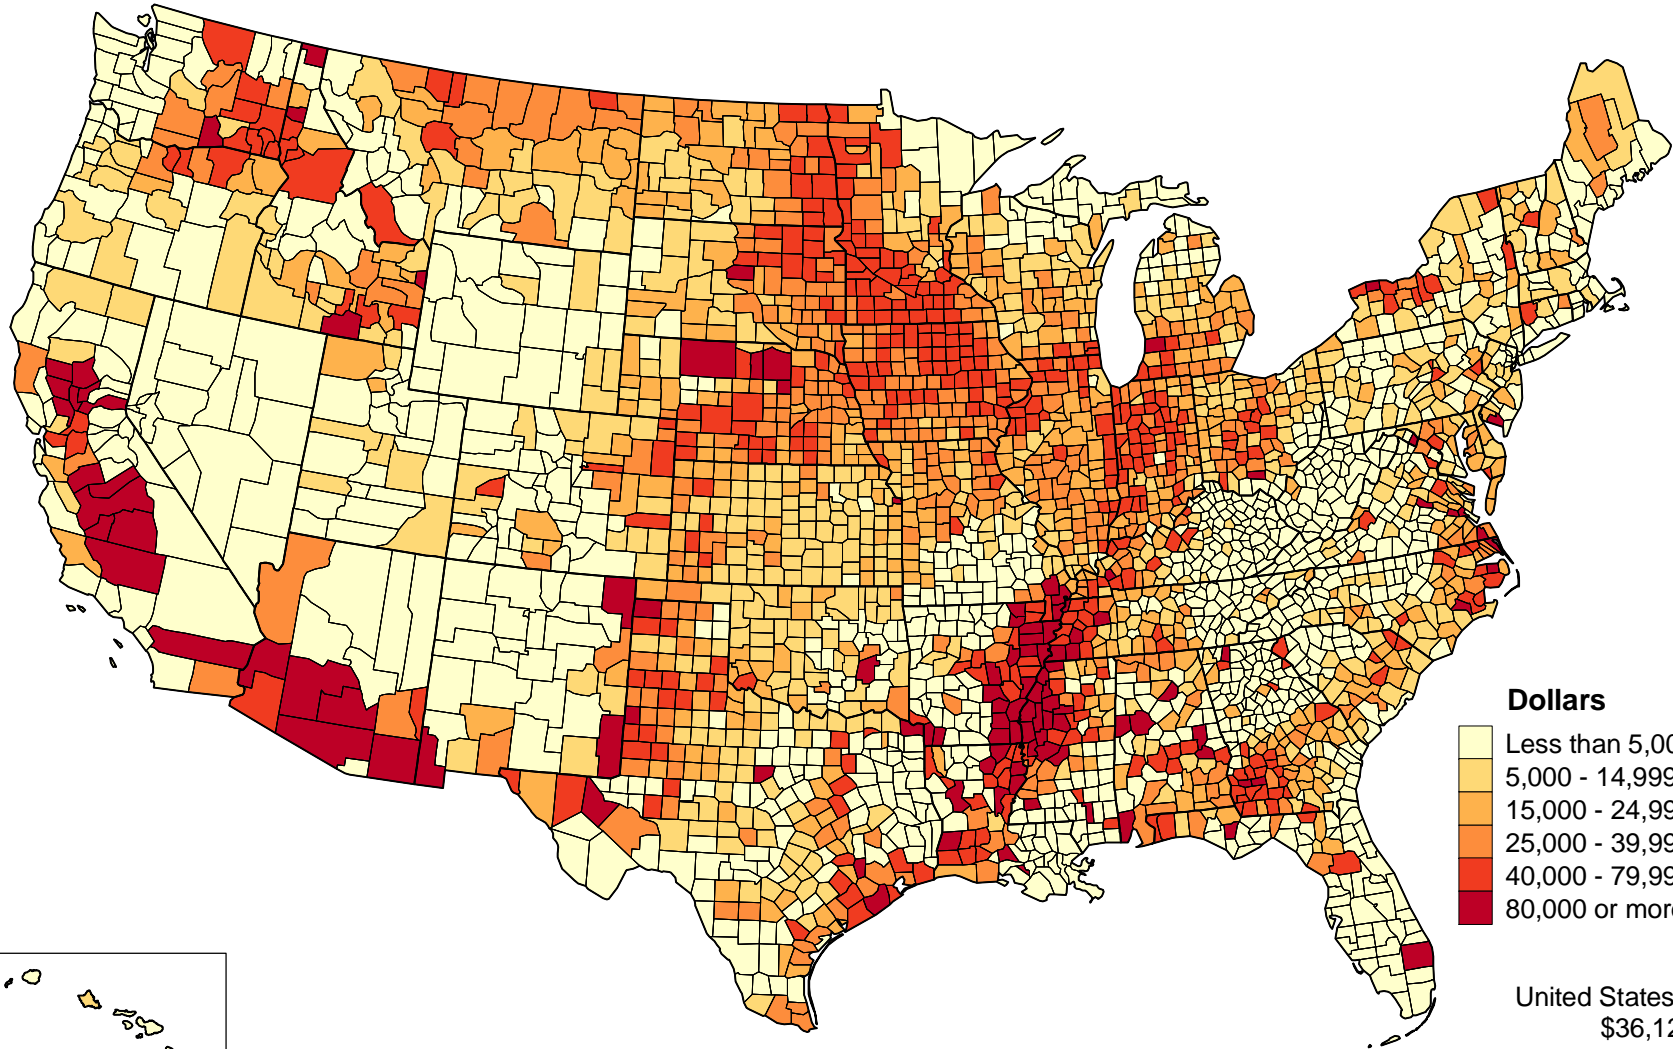 Dollars
Less than 5,00
5,000 - 14,999
15,000 - 24,99
25,000 - 39,99
40,000 - 79,99
80,000 or more
United States
$36,12